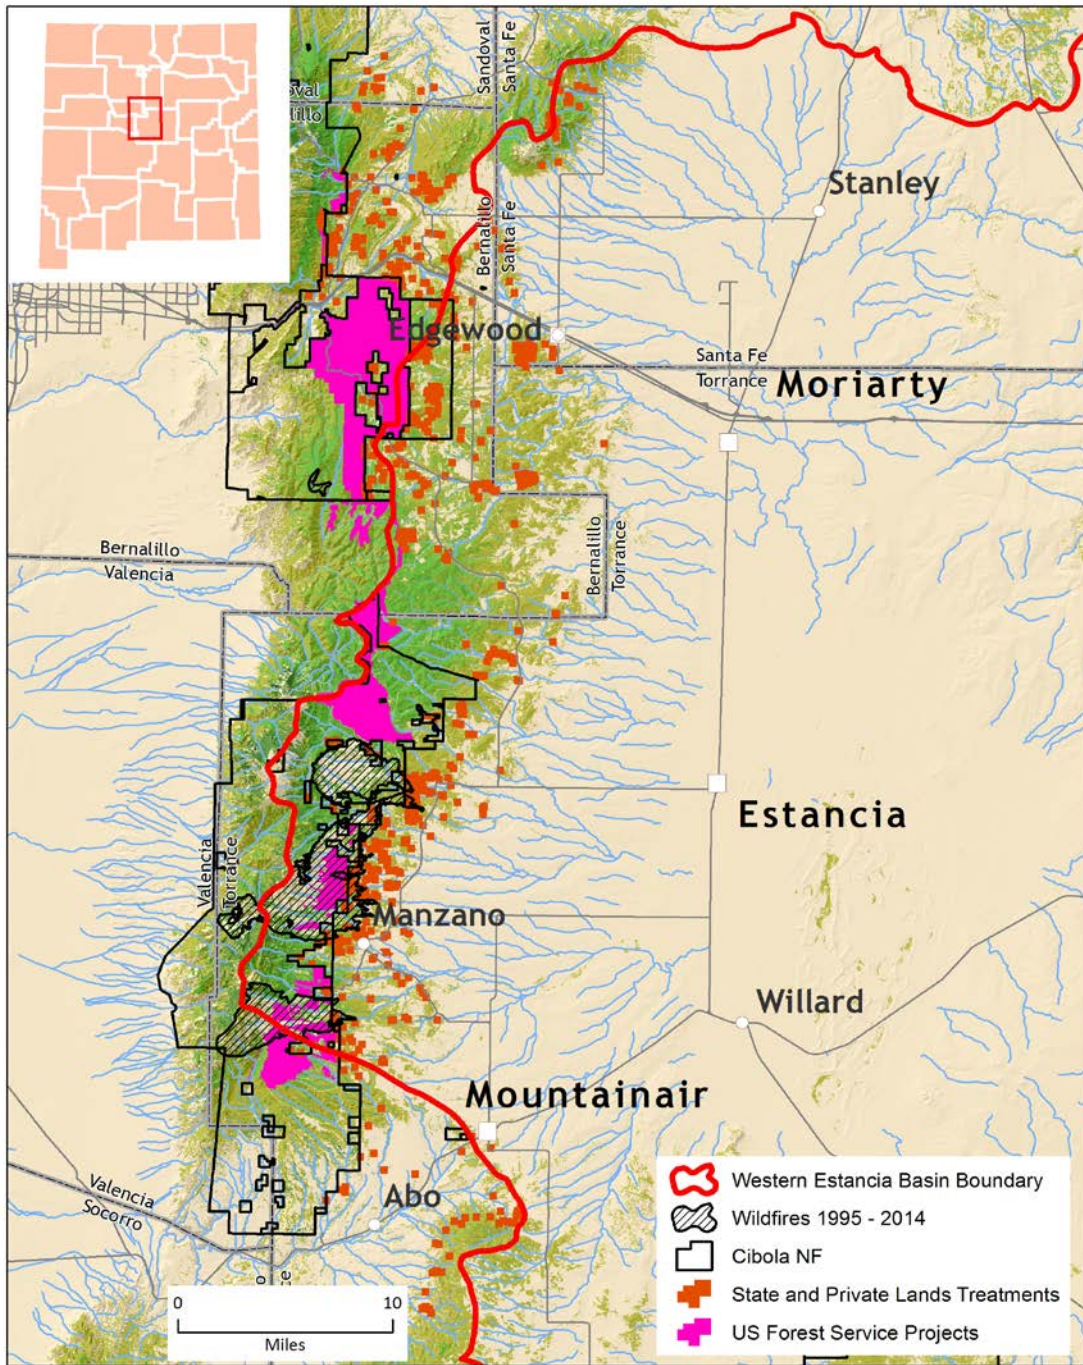 Sandoval
Santa Fe
oval
lillo
Stanley
Bernalillo
Santa Fe
Edgewood
Santa Fe
Torrance
Moriarty
Bernalillo
Valencia
Bernalillo
Torrance
Estancia
Valencia
Torrance
Manzano
Willard
Mountainair
Valencia
Socorro
Abo
0 10
Miles
Western Estancia Basin Boundary
Wildfires 1995 - 2014
Cibola NF
State and Private Lands Treatments
US Forest Service Projects